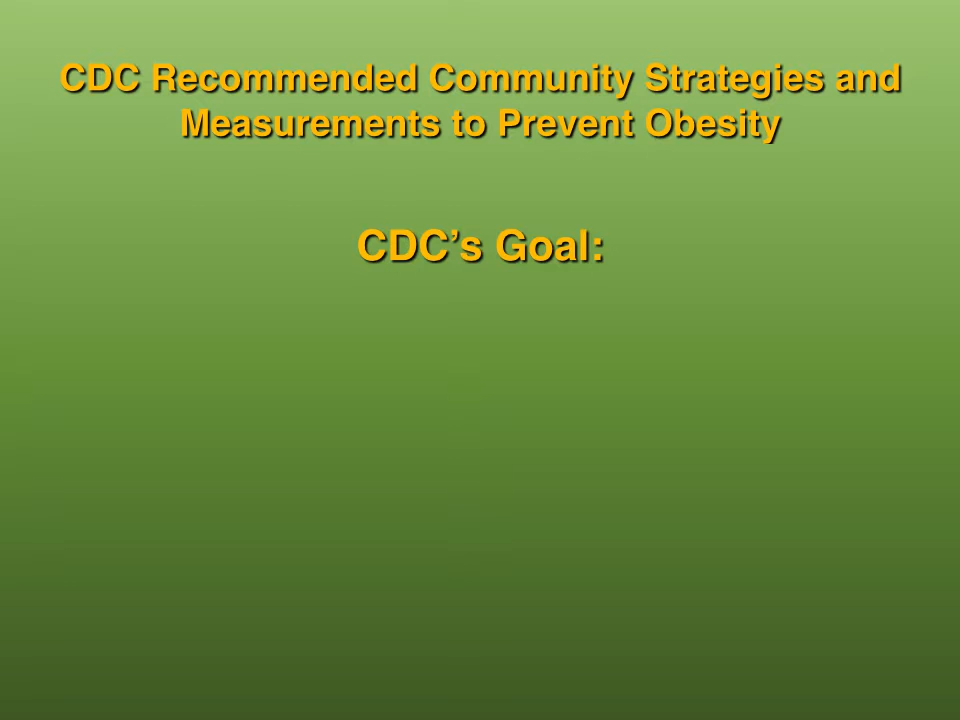 CDC Recommended Community Strategies and
Measurements to Prevent Obesity
CDC’s Goal: